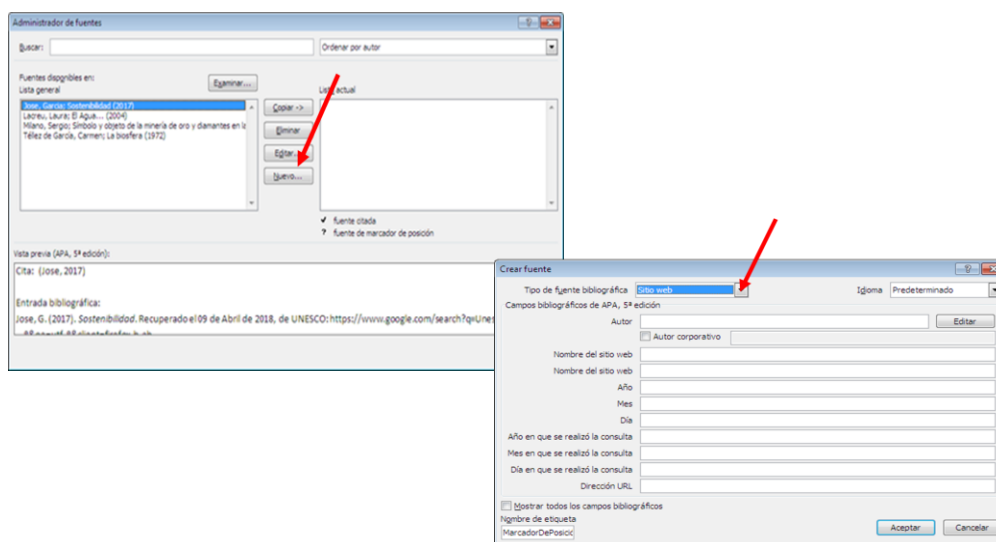 Administrador de fuentes
Buscar:
Ordenar por autor
Fuentes disponibles en:
Lista general
Examinar...
Lista actual
Jose, Garcia; Sostenibilidad (2017)
Lacreu, Laura; El Agua... (2004)
Milano, Sergio; Simbolo y objeto de la minería de oro y diamantes en la
Téllez de García, Carmen; La biosfera (1972)
Copiar ->
Eliminar
Editar...
Nuevo...
fuente citada
? fuente de marcador de posición
Vista previa (APA, 5ª edición):
Cita: (Jose, 2017)
Entrada bibliográfica:
Jose, G. (2017). Sostenibilidad. Recuperado el 09 de Abril de 2018, de UNESCO: https://www.google.com/search?q=Unes
Crear fuente
Tipo de fuente bibliográfica Sitio web
Idioma Predeterminado
Campos bibliográficos de APA, 5ª edición
Autor
Editar
Autor corporativo
Nombre del sitio web
Nombre del sitio web
Año
Mes
Día
Año en que se realizó la consulta
Mes en que se realizó la consulta
Día en que se realizó la consulta
Dirección URL
Mostrar todos los campos bibliográficos
Nombre de etiqueta
MarcadorDePosició
Aceptar
Cancelar